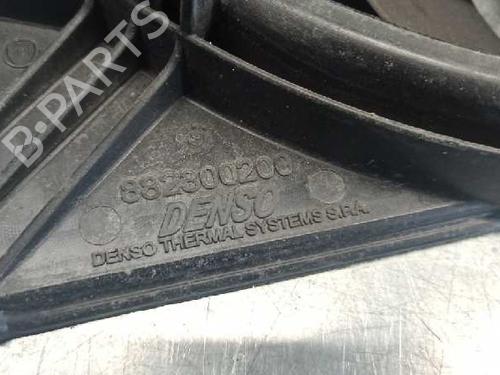 B-PARTS
882300200
DENSO
DENSO THERMAL SYSTEMS S.P.A.